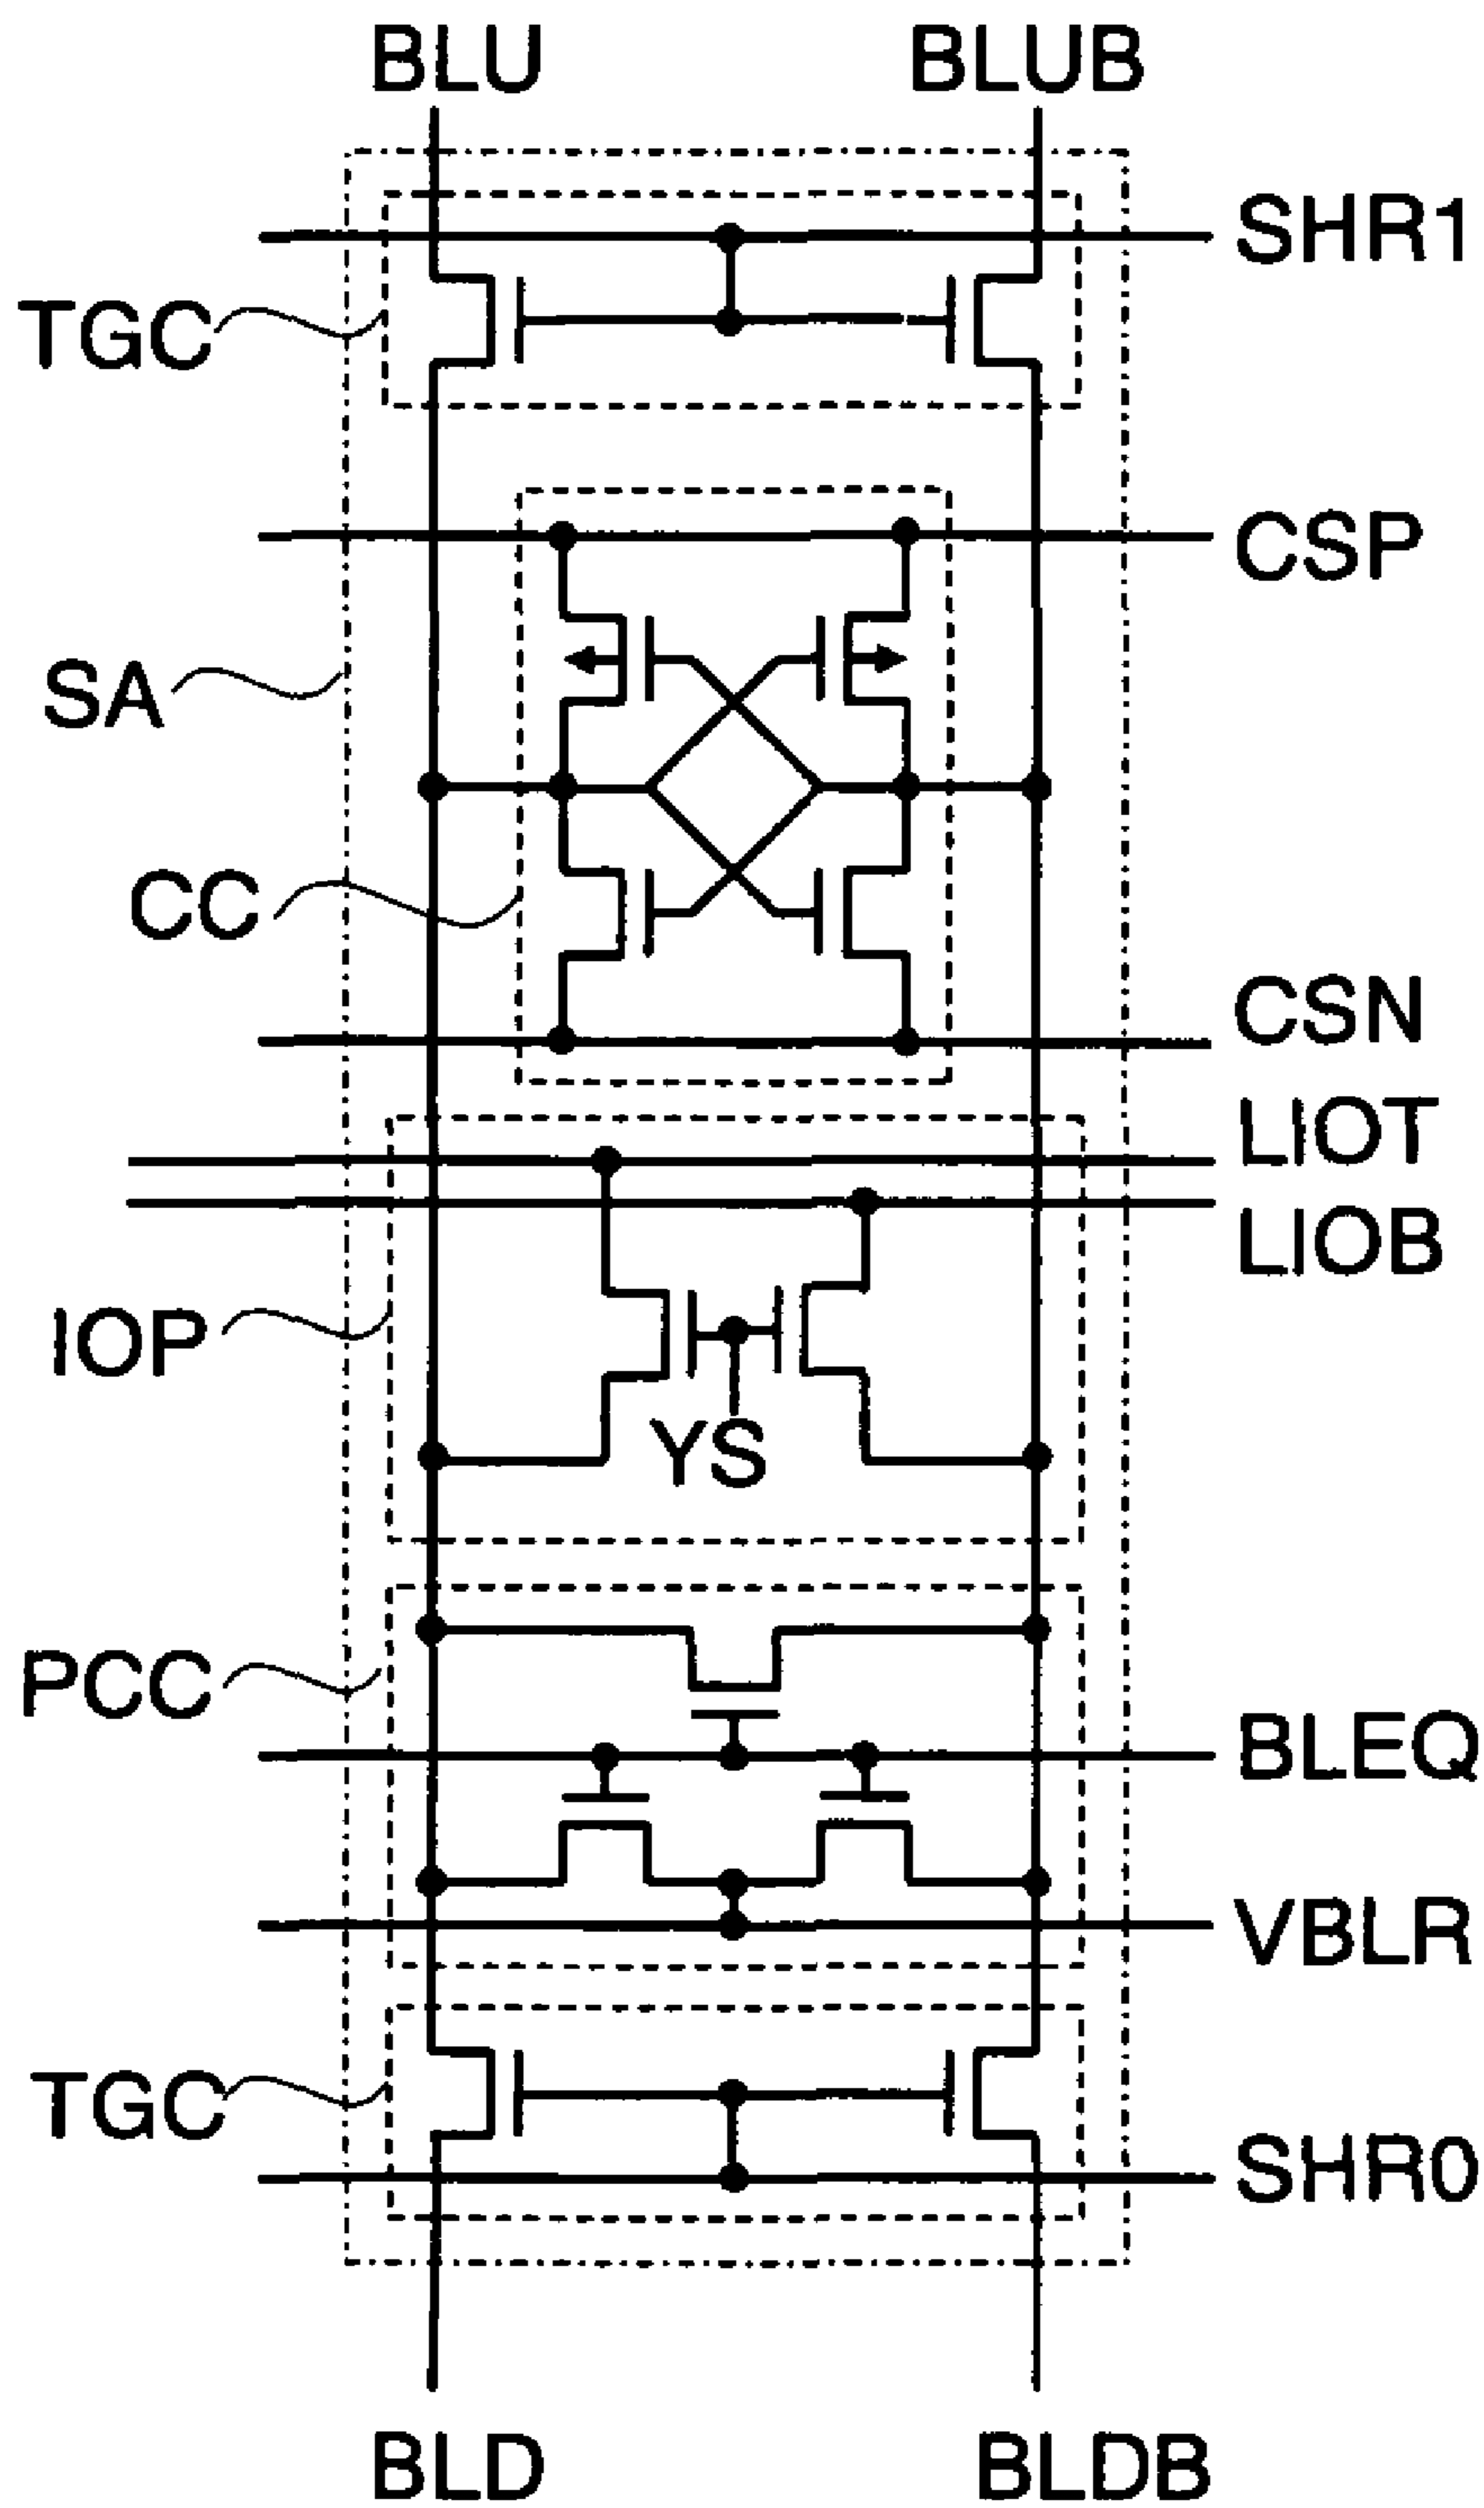 BLU BLUB
SHR1
TGC
CSP
SA
CC
CSN
LIOT
LIOB
IOP
YS
PCC
BLEQ
VBLR
TGC
SHR0
BLD BLDB